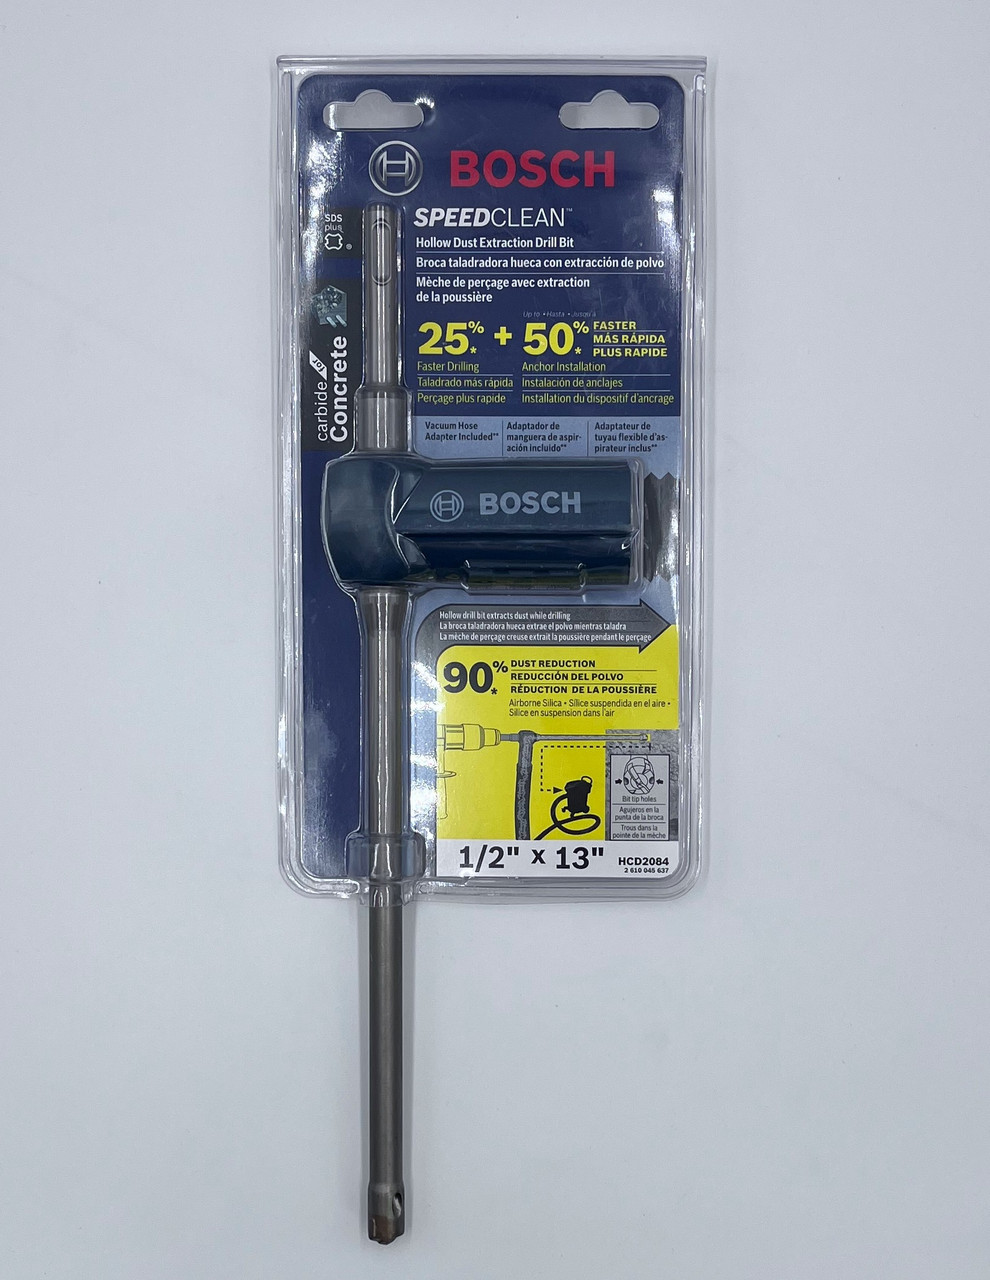 BOSCH
SPEEDCLEAN™
SDS
plus
®
Hollow Dust Extraction Drill Bit
Broca taladradora hueca con extracción de polvo
Mèche de perçage avec extraction
de la poussière
carbide for
Concrete
Up to • Hasta • Jusqu'à
25%* + 50%*
FASTER
MÁS RÁPIDA
PLUS RAPIDE
Faster Drilling
Taladrado más rápida
Perçage plus rapide
Anchor Installation
Instalación de anclajes
Installation du dispositif d'ancrage
Vacuum Hose
Adapter Included**
Adaptador de
manguera de aspir-
ación incluido**
Adaptateur de
tuyau flexible d'as-
pirateur inclus**
BOSCH
Hollow drill bit extracts dust while drilling
La broca taladradora hueca extrae el polvo mientras taladra
La mèche de perçage creuse extrait la poussière pendant le perçage
90%*
DUST REDUCTION
REDUCCIÓN DEL POLVO
RÉDUCTION DE LA POUSSIÈRE
Airborne Silica • Sílice suspendida en el aire •
Silice en suspension dans l'air
Bit tip holes
Agujeros en la
punta de la broca
Trous dans la
pointe de la mèche
1/2" x 13"
HCD2084
2 610 045 637